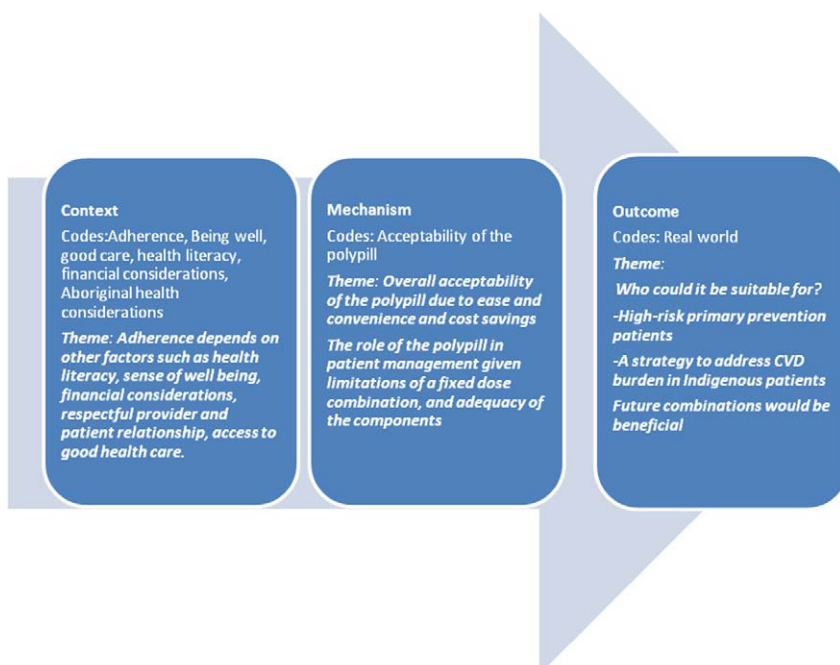 Context
Codes:Adherence, Being well,
good care, health literacy,
financial considerations,
Aboriginal health
considerations
Theme: Adherence depends on
other factors such as health
literacy, sense of well being,
financial considerations,
respectful provider and
patient relationship, access to
good health care.
Mechanism
Codes: Acceptability of the
polypill
Theme: Overall acceptability
of the polypill due to ease and
convenience and cost savings
The role of the polypill in
patient management given
limitations of a fixed dose
combination, and adequacy of
the components
Outcome
Codes: Real world
Theme:
Who could it be suitable for?
-High-risk primary prevention
patients
-A strategy to address CVD
burden in Indigenous patients
Future combinations would be
beneficial